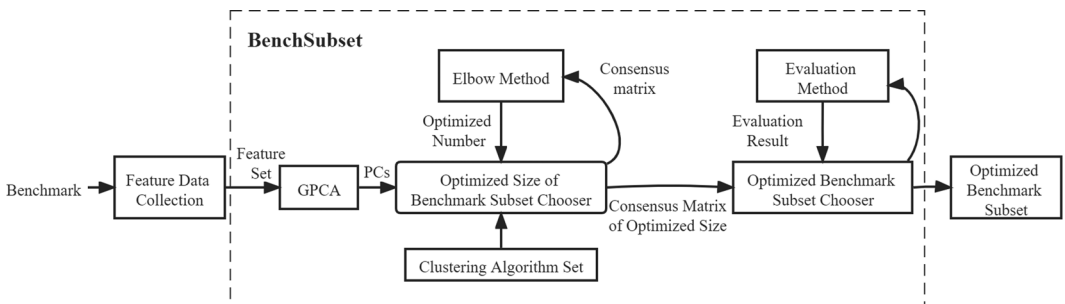 BenchSubset
Elbow Method
Consensus
matrix
Evaluation
Method
Optimized
Number
Evaluation
Result
Benchmark
Feature Data
Collection
Feature
Set
GPCA
PCs
Optimized Size of
Benchmark Subset Chooser
Consensus Matrix
of Optimized Size
Optimized Benchmark
Subset Chooser
Optimized
Benchmark
Subset
Clustering Algorithm Set